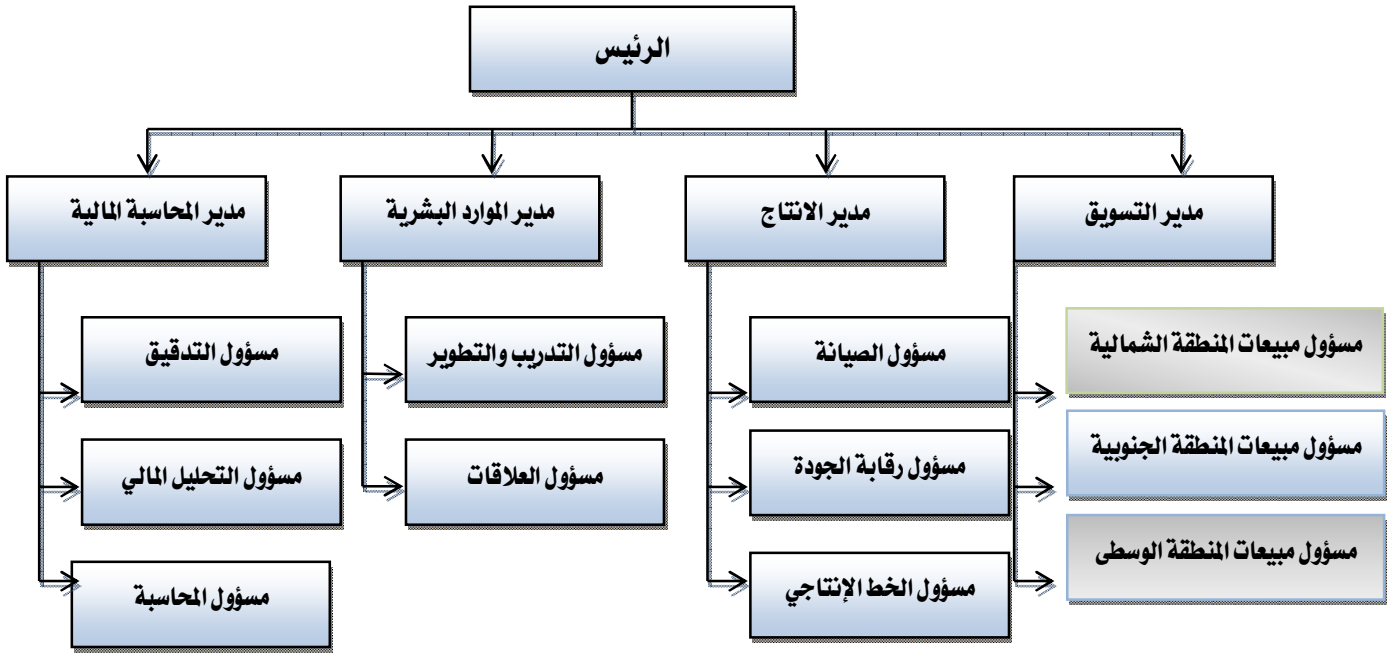 الرئيس
مدير التسويق
مدير الانتاج
مدير الموارد البشرية
مدير المحاسبة المالية
مسؤول مبيعات المنطقة الشمالية
مسؤول مبيعات المنطقة الجنوبية
مسؤول مبيعات المنطقة الوسطى
مسؤول الصيانة
مسؤول رقابة الجودة
مسؤول الخط الإنتاجي
مسؤول التدريب والتطوير
مسؤول العلاقات
مسؤول التدقيق
مسؤول التحليل المالي
مسؤول المحاسبة